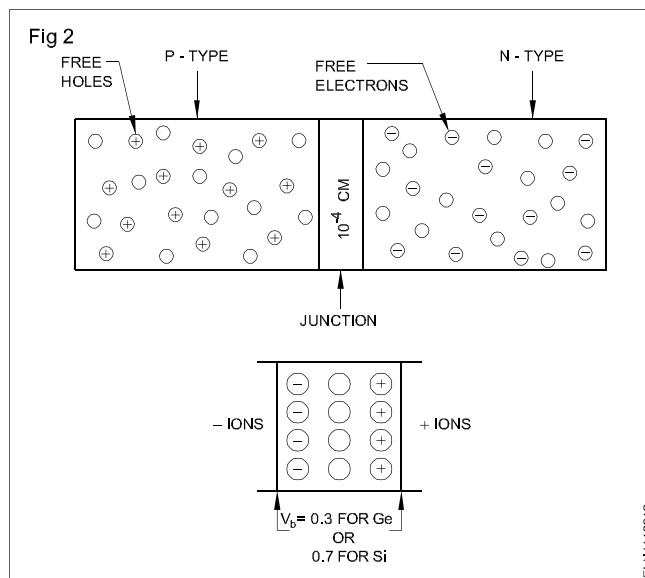 Fig 2
P - TYPE
N - TYPE
FREE
HOLES
FREE
ELECTRONS
10⁻⁴ CM
JUNCTION
– IONS
+ IONS
Vb= 0.3 FOR Ge
OR
0.7 FOR Si